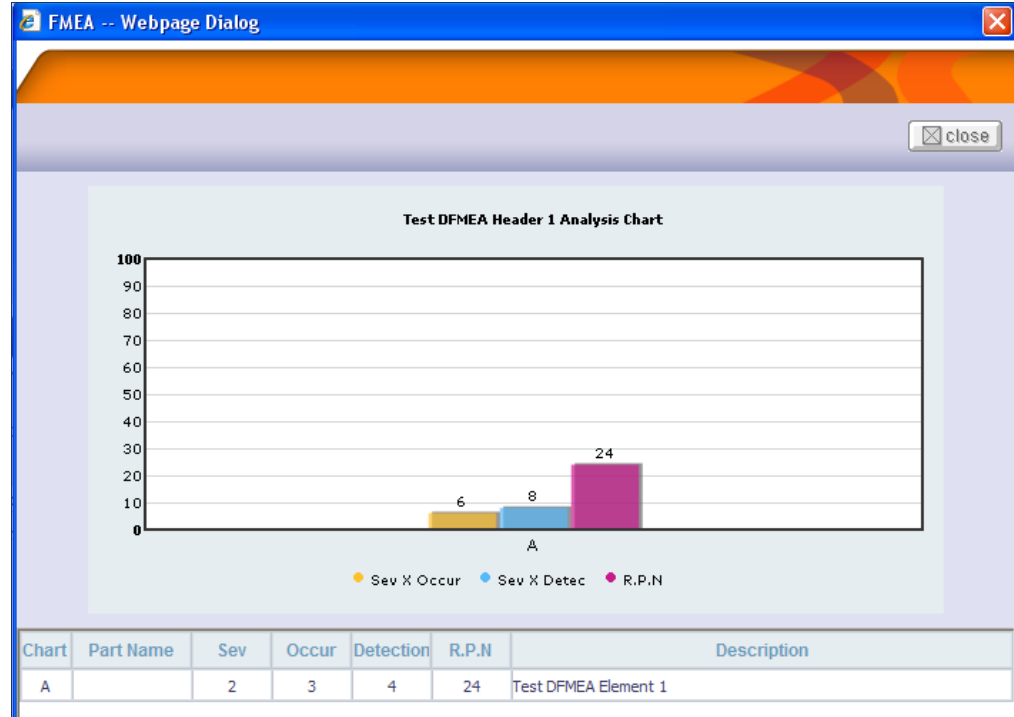 FMEA -- Webpage Dialog
close
Test DFMEA Header 1 Analysis Chart
100
90
80
70
60
50
40
30
20
10
0
6
8
24
A
Sev X Occur Sev X Detec R.P.N
Chart Part Name Sev Occur Detection R.P.N Description
A 2 3 4 24 Test DFMEA Element 1